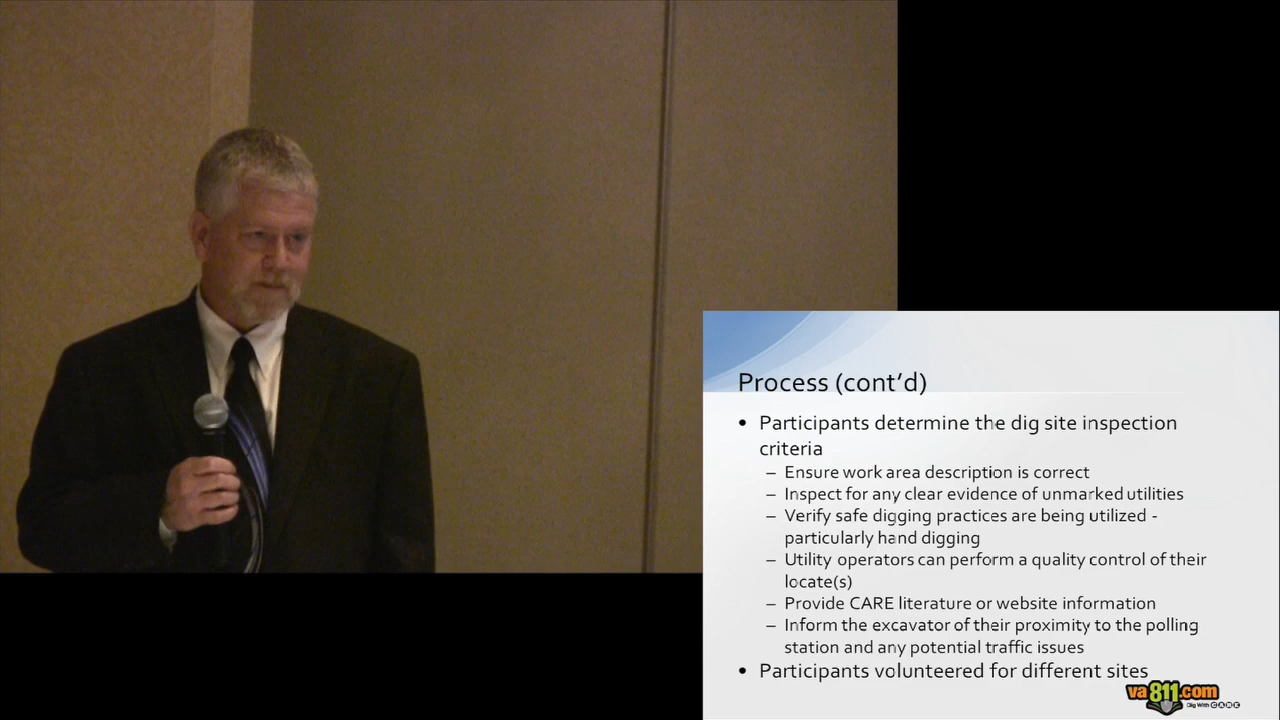 Process (cont'd)
• Participants determine the dig site inspection
criteria
– Ensure work area description is correct
– Inspect for any clear evidence of unmarked utilities
– Verify safe digging practices are being utilized -
particularly hand digging
– Utility operators can perform a quality control of their
locate(s)
– Provide CARE literature or website information
– Inform the excavator of their proximity to the polling
station and any potential traffic issues
• Participants volunteered for different sites
va811.com
Dig With CARE